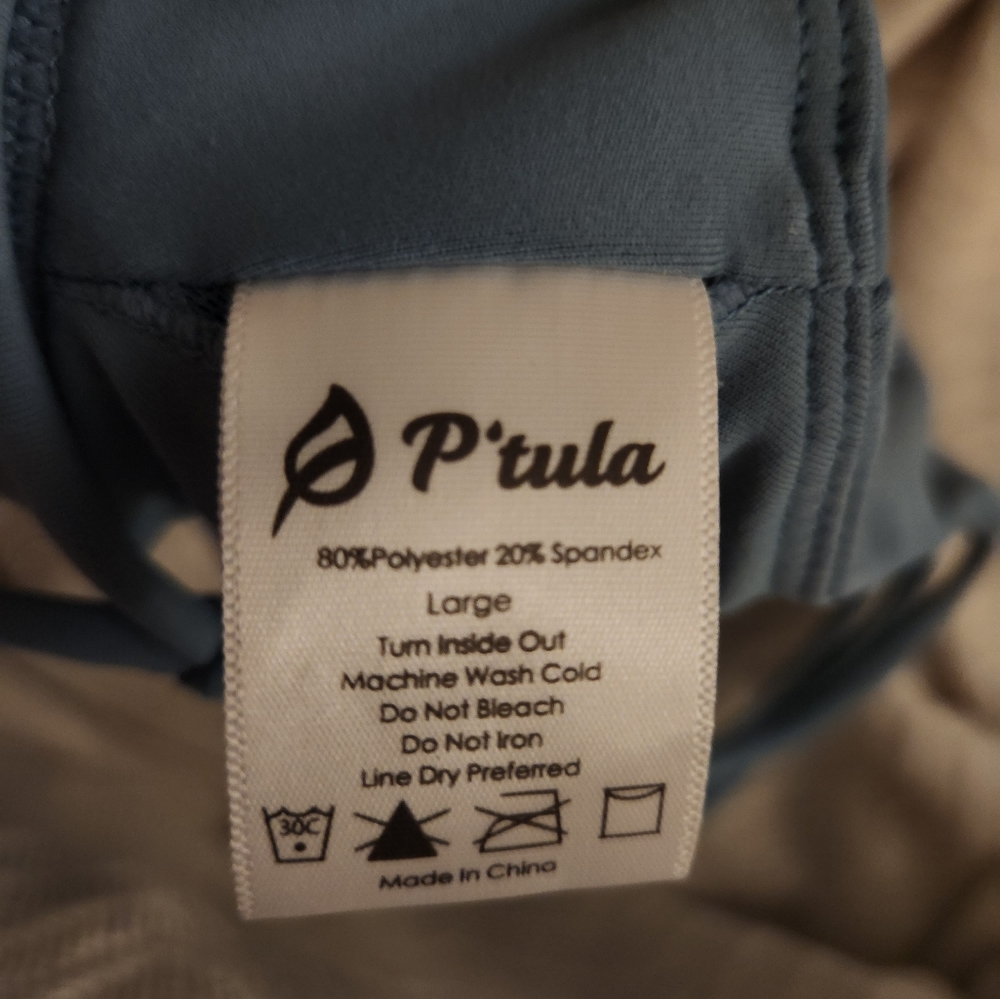 P'tula
80%Polyester 20% Spandex
Large
Turn Inside Out
Machine Wash Cold
Do Not Bleach
Do Not Iron
Line Dry Preferred
30C
Made In China